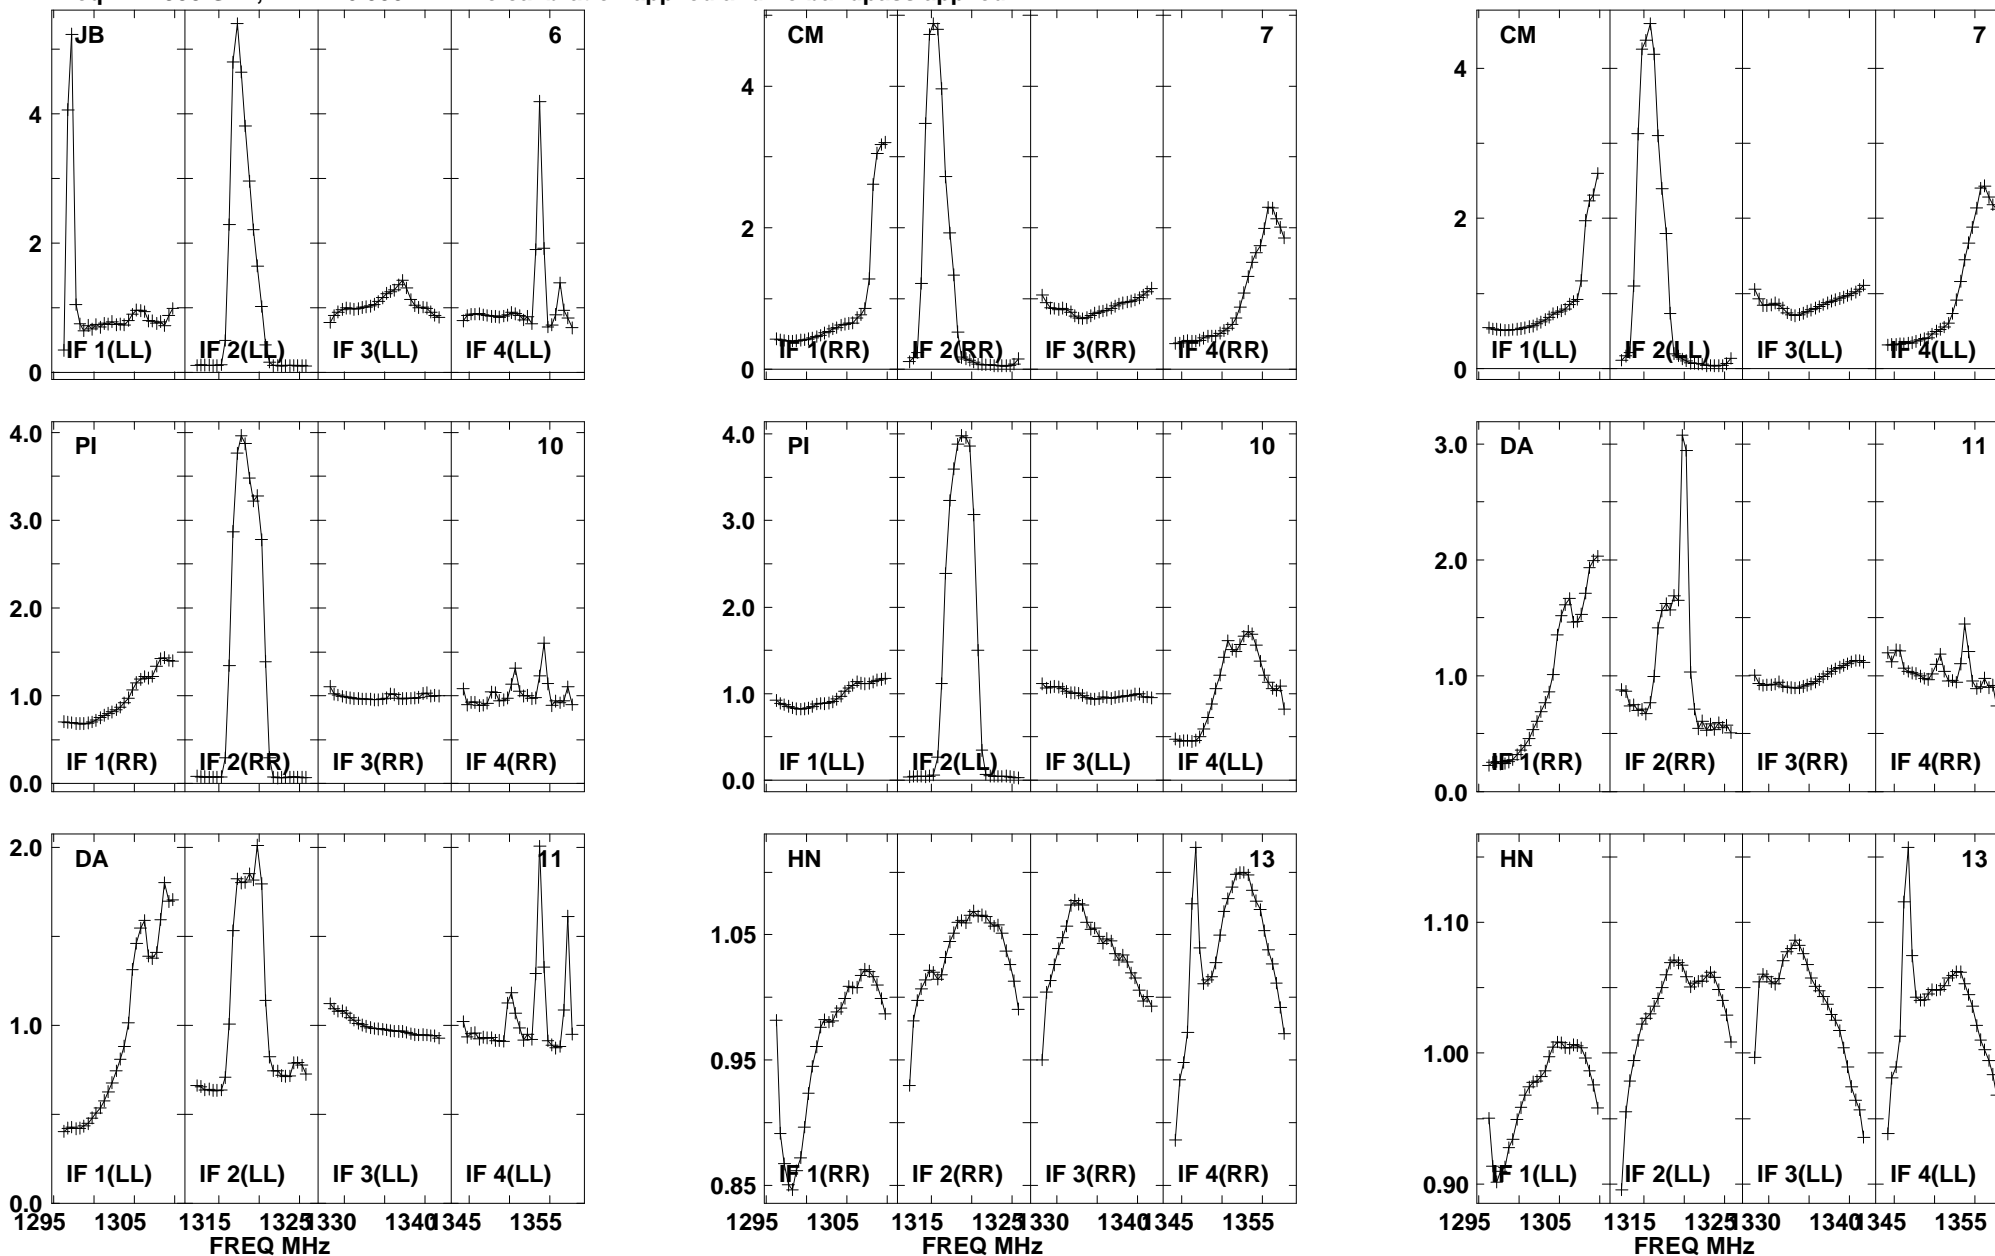 JB 6 CM 7 CM 7
4 4 4
2 2 2
0 0 0
IF 1(LL) IF 2(LL) IF 3(LL) IF 4(LL) IF 1(RR) IF 2(RR) IF 3(RR) IF 4(RR) IF 1(LL) IF 2(LL) IF 3(LL) IF 4(LL)
PI 10 PI 10 DA 11
4.0 4.0 3.0
3.0 3.0 2.0
2.0 2.0 1.0
1.0 1.0
0.0 0.0 0.0
IF 1(RR) IF 2(RR) IF 3(RR) IF 4(RR) IF 1(LL) IF 2(LL) IF 3(LL) IF 4(LL) IF 1(RR) IF 2(RR) IF 3(RR) IF 4(RR)
DA 11 HN 13 HN 13
2.0 1.05 1.10
1.0 0.95 1.00
0.0 0.85 0.90
IF 1(LL) IF 2(LL) IF 3(LL) IF 4(LL) IF 1(RR) IF 2(RR) IF 3(RR) IF 4(RR) IF 1(LL) IF 2(LL) IF 3(LL) IF 4(LL)
1295 1305 1315 1325 1330 1340 1345 1355 1295 1305 1315 1325 1330 1340 1345 1355 1295 1305 1315 1325 1330 1340 1345 1355
FREQ MHz FREQ MHz FREQ MHz